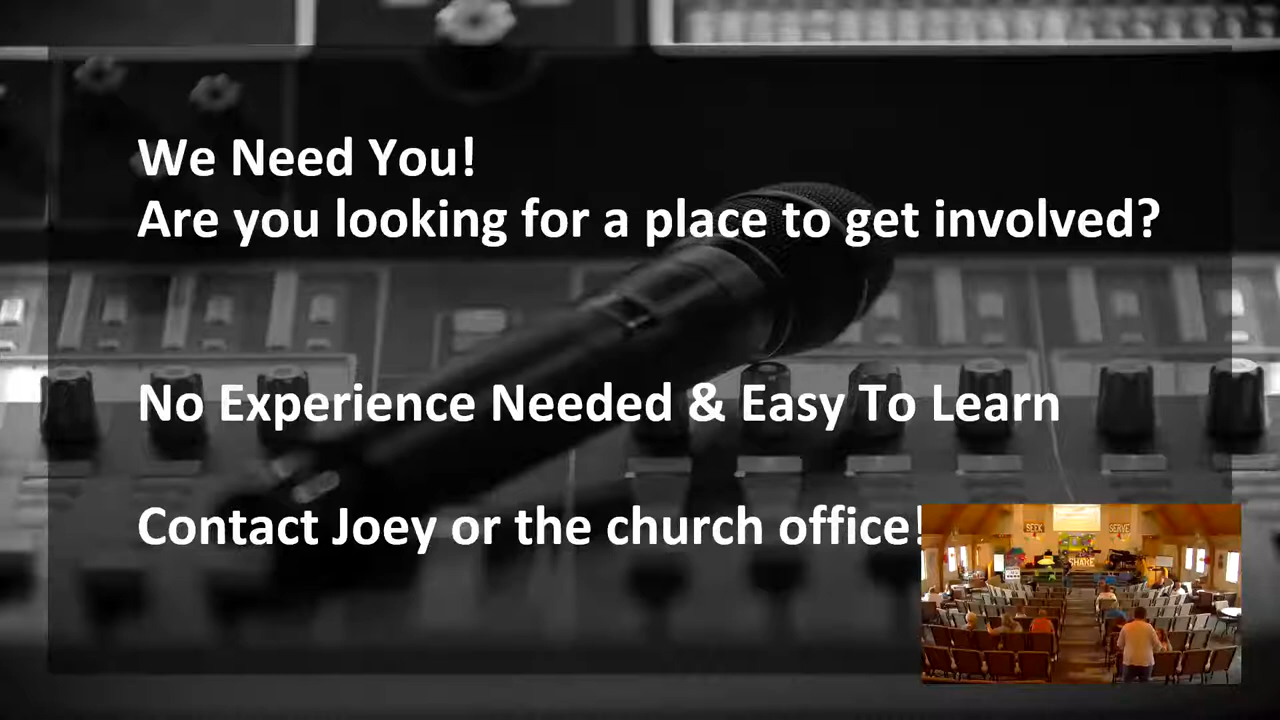 We Need You!
Are you looking for a place to get involved?
No Experience Needed & Easy To Learn
Contact Joey or the church office!
SEEK
SERVE
SHARE